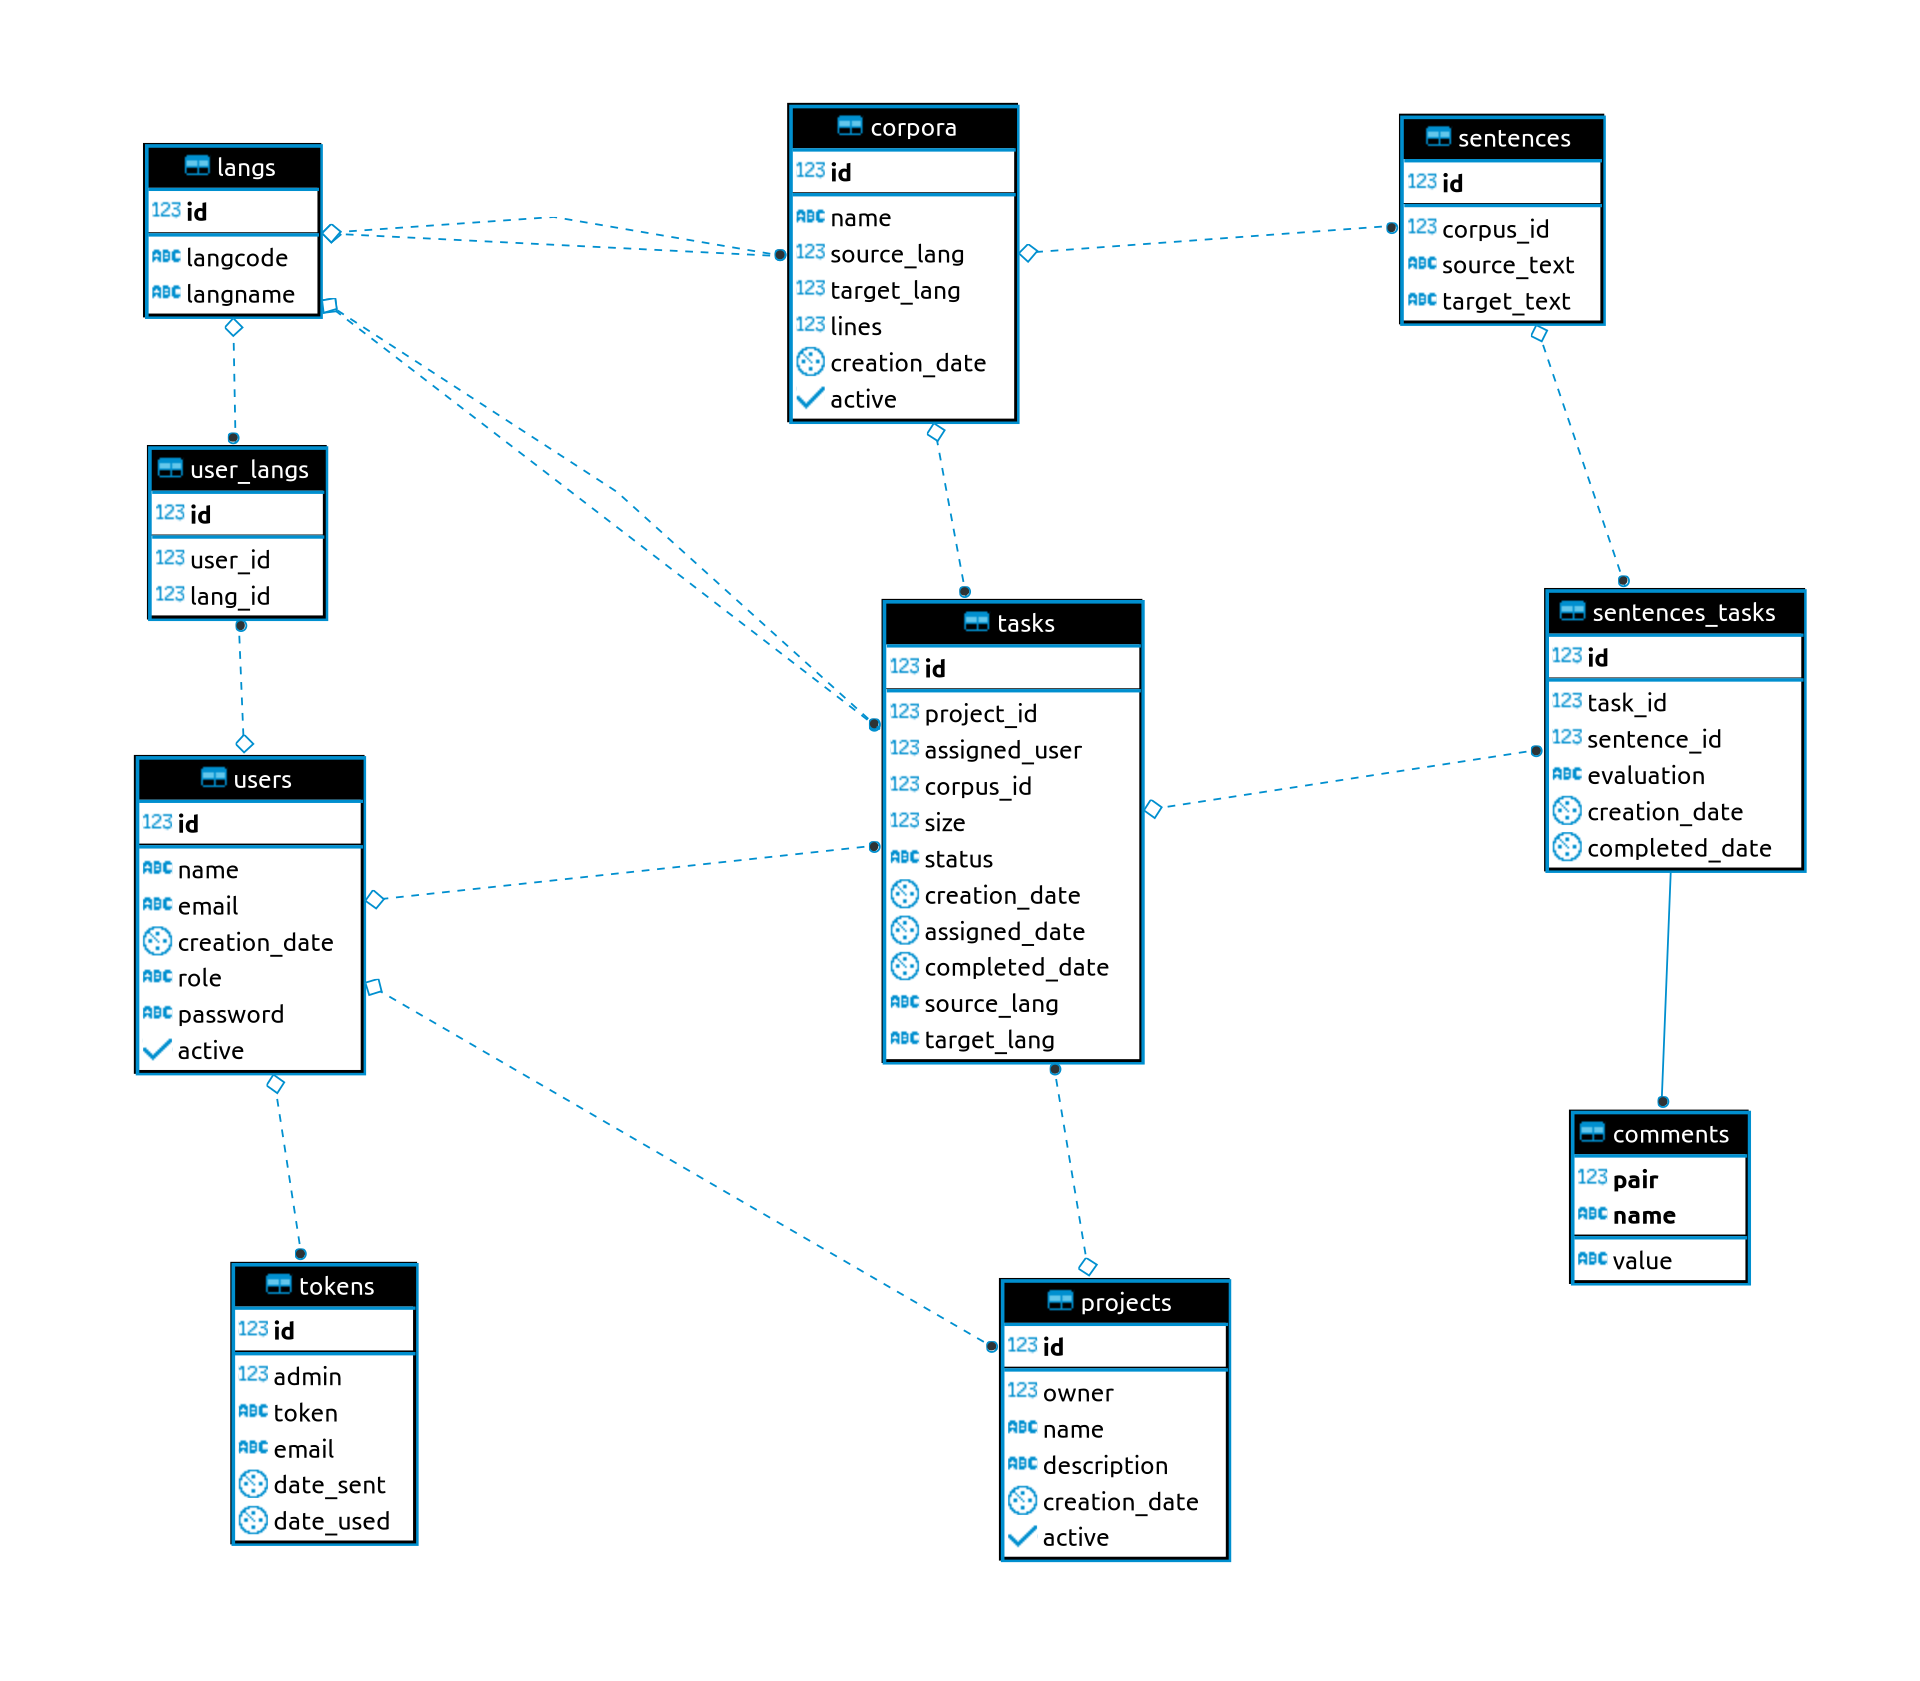 langs
123 id
ABC langcode
ABC langname
corpora
123 id
ABC name
123 source_lang
123 target_lang
123 lines
creation_date
active
sentences
123 id
123 corpus_id
ABC source_text
ABC target_text
user_langs
123 id
123 user_id
123 lang_id
tasks
123 id
123 project_id
123 assigned_user
123 corpus_id
123 size
ABC status
creation_date
assigned_date
completed_date
ABC source_lang
ABC target_lang
sentences_tasks
123 id
123 task_id
123 sentence_id
ABC evaluation
creation_date
completed_date
users
123 id
ABC name
ABC email
creation_date
ABC role
ABC password
active
comments
123 pair
ABC name
ABC value
tokens
123 id
123 admin
ABC token
ABC email
date_sent
date_used
projects
123 id
123 owner
ABC name
ABC description
creation_date
active